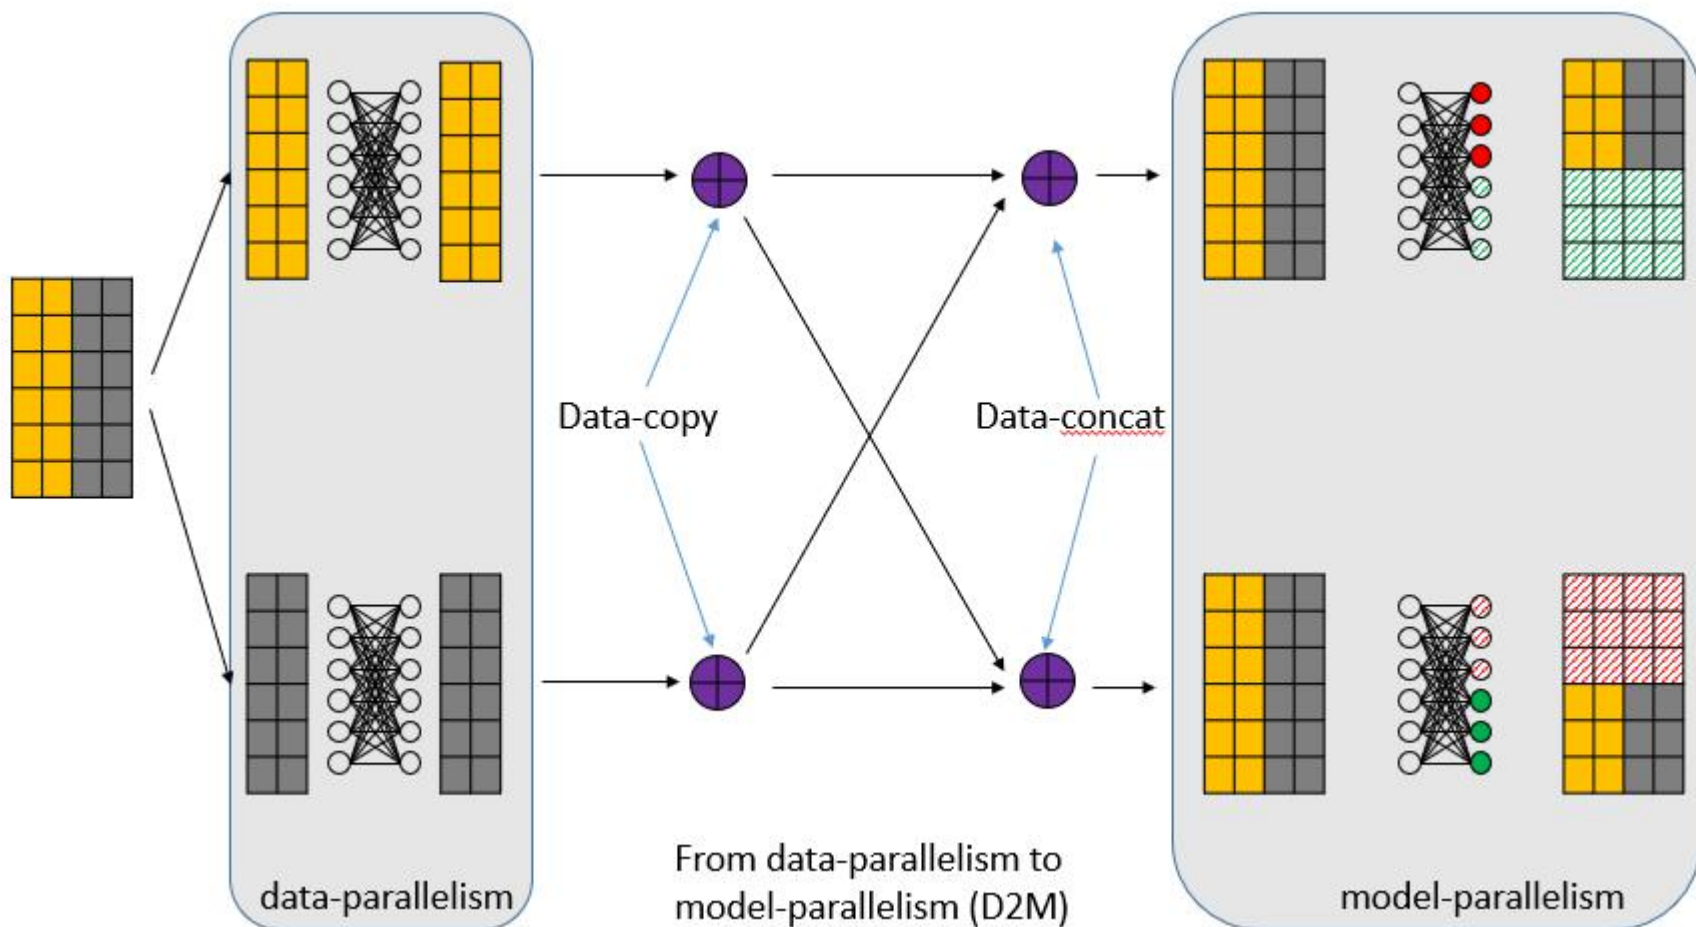 Data-copy
Data-concat
From data-parallelism to
model-parallelism (D2M)
data-parallelism
model-parallelism